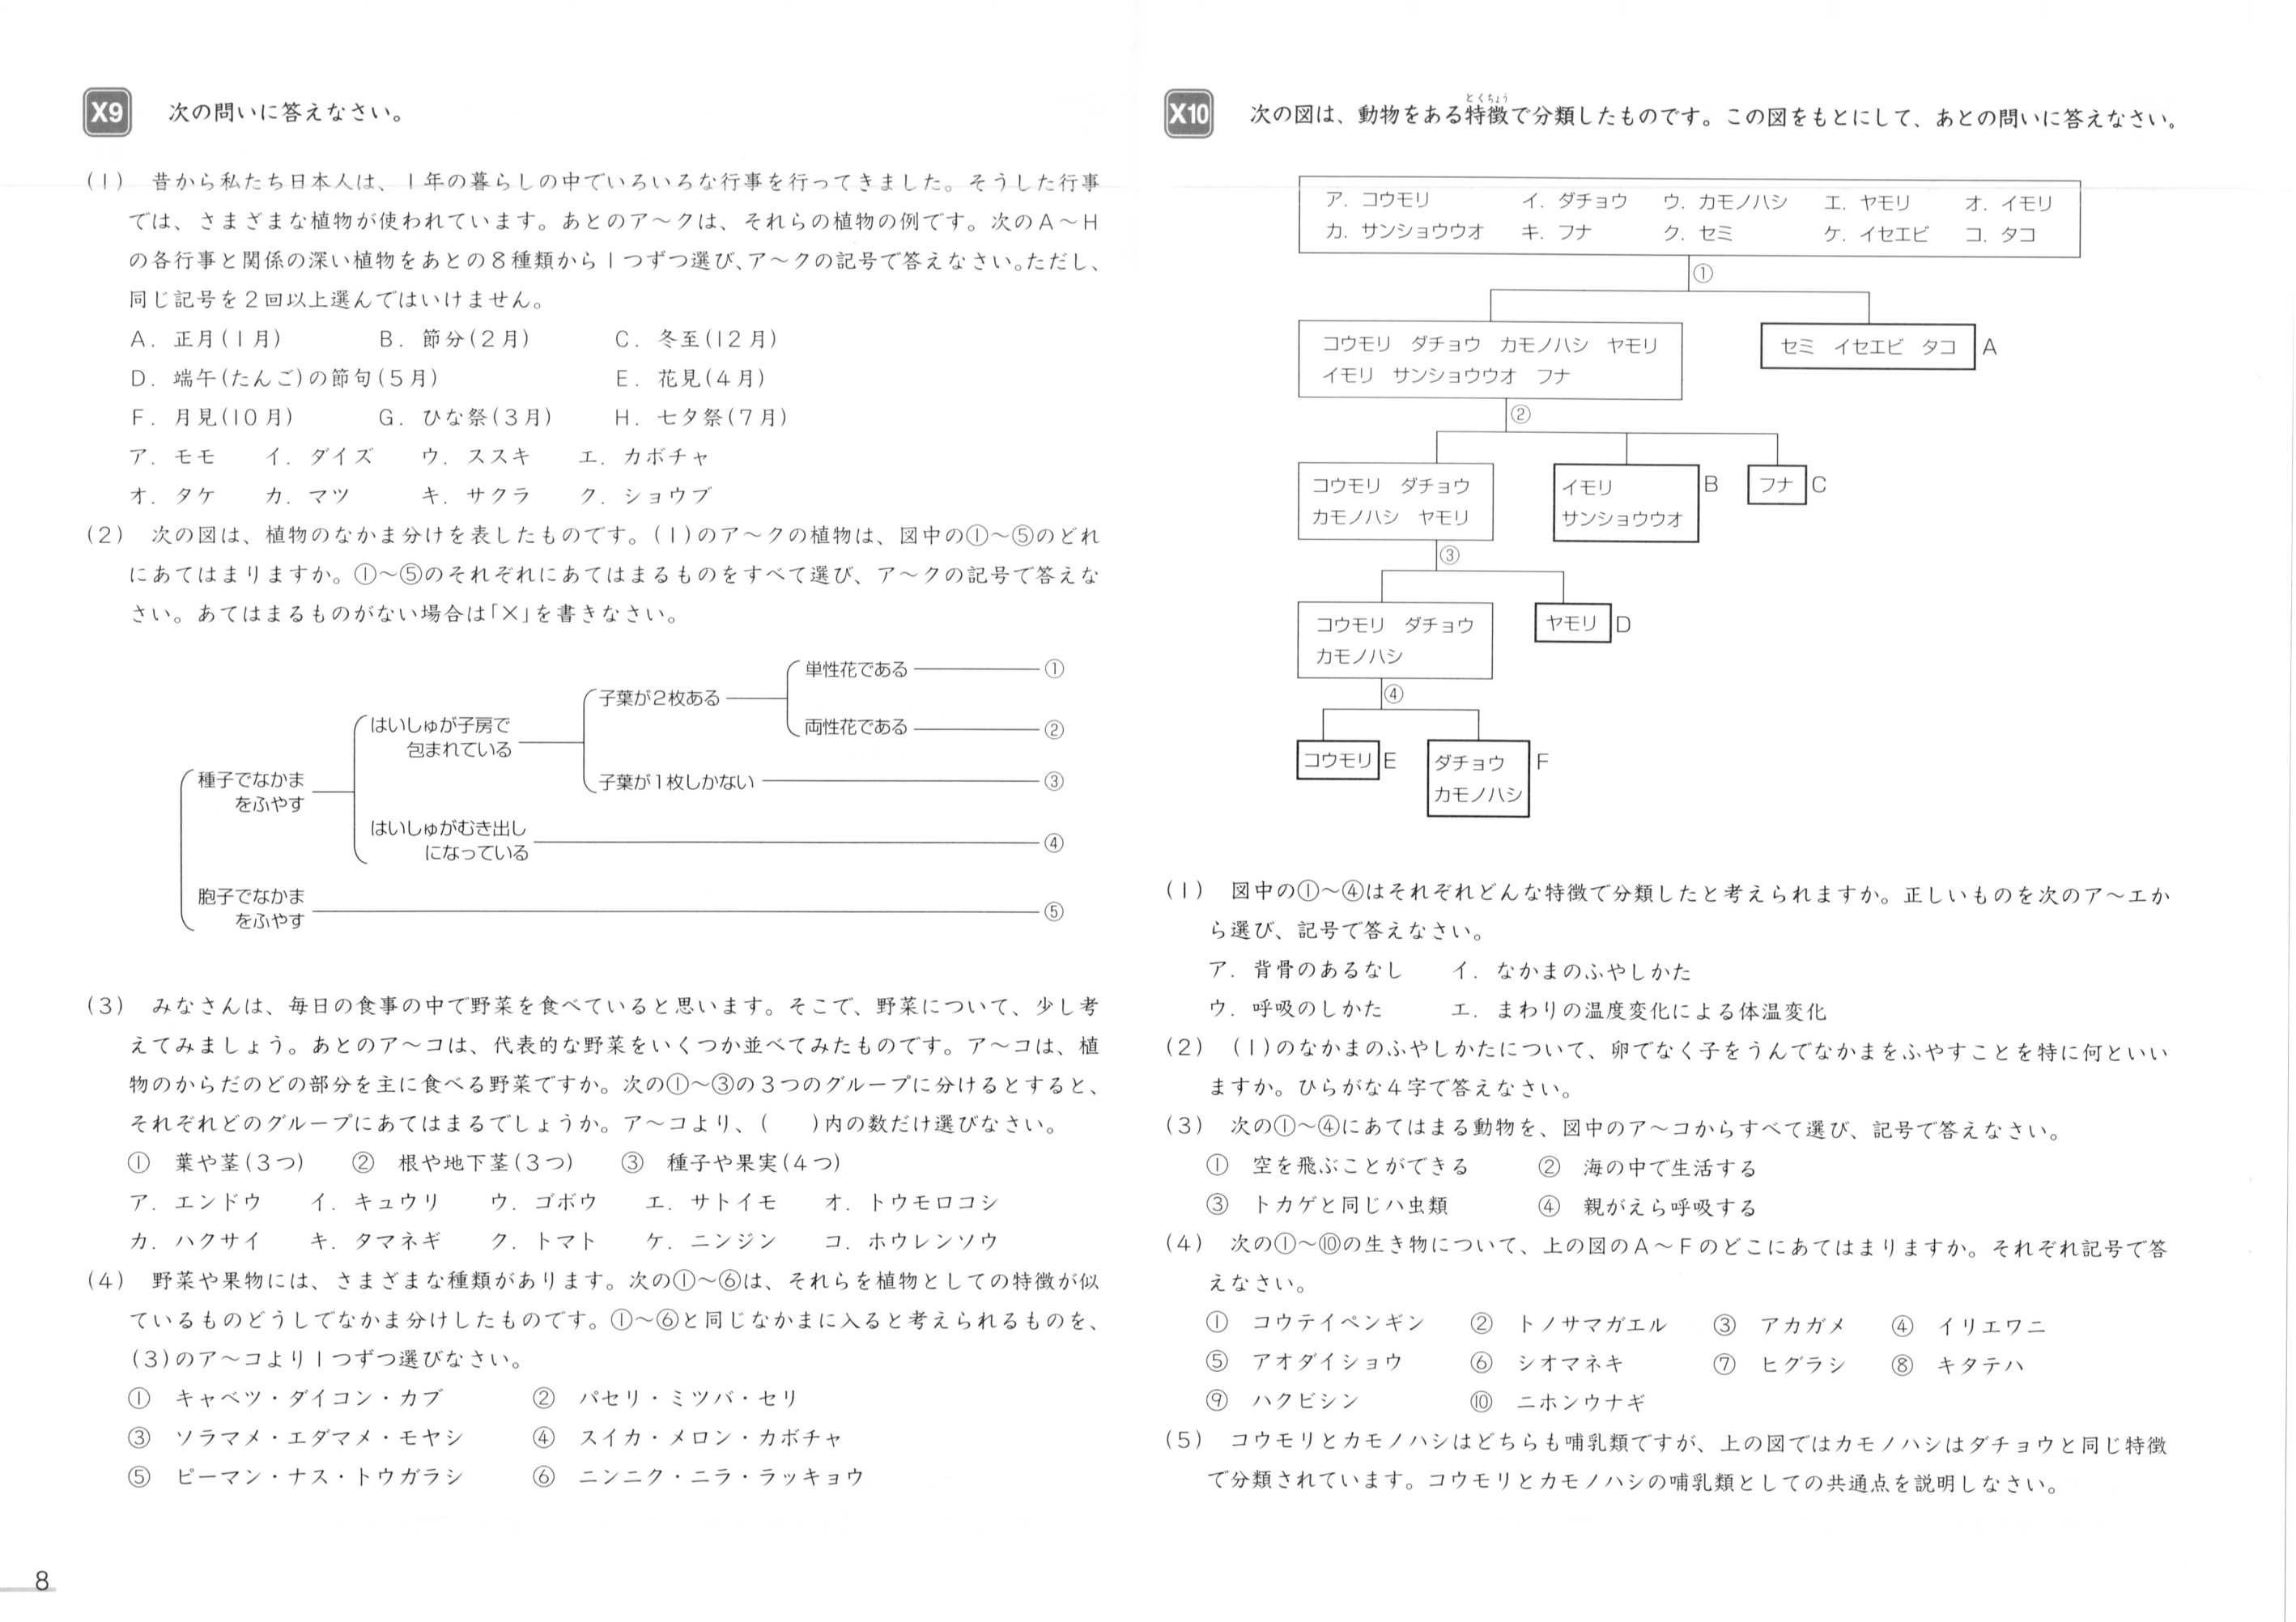 X9 次の問いに答えなさい。
(1) 昔から私たち日本人は、1年の暮らしの中でいろいろな行事を行ってきました。そうした行事
では、さまざまな植物が使われています。あとのア～クは、それらの植物の例です。次のA～H
の各行事と関係の深い植物をあとの8種類から1つずつ選び、ア～クの記号で答えなさい。ただし、
同じ記号を2回以上選んではいけません。
A. 正月(1月) B. 節分(2月) C. 冬至(12月)
D. 端午(たんご)の節句(5月) E. 花見(4月)
F. 月見(10月) G. ひな祭(3月) H. 七夕祭(7月)
ア. モモ イ. ダイズ ウ. ススキ エ. カボチャ
オ. タケ カ. マツ キ. サクラ ク. ショウブ
(2) 次の図は、植物のなかま分けを表したものです。(1)のア～クの植物は、図中の①～⑤のどれ
にあてはまりますか。①～⑤のそれぞれにあてはまるものをすべて選び、ア～クの記号で答えな
さい。あてはまるものがない場合は「×」を書きなさい。
単性花である ①
子葉が2枚ある
両性花である ②
はいしゅが子房で
包まれている
子葉が1枚しかない ③
種子でなかま
をふやす
はいしゅがむき出し
になっている ④
胞子でなかま
をふやす ⑤
(3) みなさんは、毎日の食事の中で野菜を食べていると思います。そこで、野菜について、少し考
えてみましょう。あとのア～コは、代表的な野菜をいくつか並べてみたものです。ア～コは、植
物のからだのどの部分を主に食べる野菜ですか。次の①～③の3つのグループに分けるとすると、
それぞれどのグループにあてはまるでしょうか。ア～コより、( )内の数だけ選びなさい。
① 葉や茎(3つ) ② 根や地下茎(3つ) ③ 種子や果実(4つ)
ア. エンドウ イ. キュウリ ウ. ゴボウ エ. サトイモ オ. トウモロコシ
カ. ハクサイ キ. タマネギ ク. トマト ケ. ニンジン コ. ホウレンソウ
(4) 野菜や果物には、さまざまな種類があります。次の①～⑥は、それらを植物としての特徴が似
ているものどうしでなかま分けしたものです。①～⑥と同じなかまに入ると考えられるものを、
(3)のア～コより1つずつ選びなさい。
① キャベツ・ダイコン・カブ ② パセリ・ミツバ・セリ
③ ソラマメ・エダマメ・モヤシ ④ スイカ・メロン・カボチャ
⑤ ピーマン・ナス・トウガラシ ⑥ ニンニク・ニラ・ラッキョウ
8
とくちょう
X10 次の図は、動物をある特徴で分類したものです。この図をもとにして、あとの問いに答えなさい。
ア. コウモリ イ. ダチョウ ウ. カモノハシ エ. ヤモリ オ. イモリ
カ. サンショウウオ キ. フナ ク. セミ ケ. イセエビ コ. タコ
①
コウモリ ダチョウ カモノハシ ヤモリ
イモリ サンショウウオ フナ
セミ イセエビ タコ A
②
コウモリ ダチョウ
カモノハシ ヤモリ
イモリ
サンショウウオ B
フナ C
③
コウモリ ダチョウ
カモノハシ
ヤモリ D
④
コウモリ E
ダチョウ
カモノハシ F
(1) 図中の①～④はそれぞれどんな特徴で分類したと考えられますか。正しいものを次のア～エか
ら選び、記号で答えなさい。
ア. 背骨のあるなし イ. なかまのふやしかた
ウ. 呼吸のしかた エ. まわりの温度変化による体温変化
(2) (1)のなかまのふやしかたについて、卵でなく子をうんでなかまをふやすことを特に何といい
ますか。ひらがな4字で答えなさい。
(3) 次の①～④にあてはまる動物を、図中のア～コからすべて選び、記号で答えなさい。
① 空を飛ぶことができる ② 海の中で生活する
③ トカゲと同じハ虫類 ④ 親がえら呼吸する
(4) 次の①～⑩の生き物について、上の図のA～Fのどこにあてはまりますか。それぞれ記号で答
えなさい。
① コウテイペンギン ② トノサマガエル ③ アカガメ ④ イリエワニ
⑤ アオダイショウ ⑥ シオマネキ ⑦ ヒグラシ ⑧ キタテハ
⑨ ハクビシン ⑩ ニホンウナギ
(5) コウモリとカモノハシはどちらも哺乳類ですが、上の図ではカモノハシはダチョウと同じ特徴
で分類されています。コウモリとカモノハシの哺乳類としての共通点を説明しなさい。